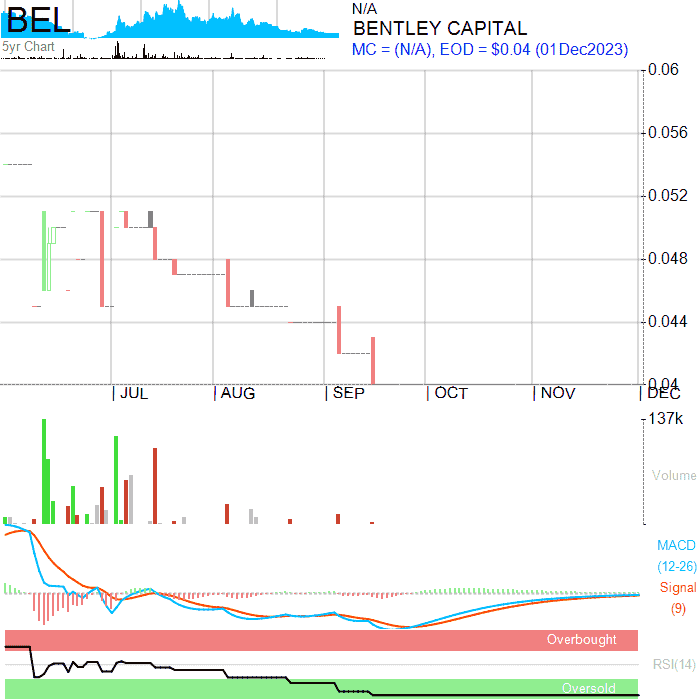 BEL
5yr Chart
N/A
BENTLEY CAPITAL
MC = (N/A), EOD = $0.04 (01Dec2023)
0.06
0.056
0.052
0.048
0.044
0.04
JUL AUG SEP OCT NOV DEC
137k
Volume
MACD
(12-26)
Signal
(9)
Overbought
RSI(14)
Oversold